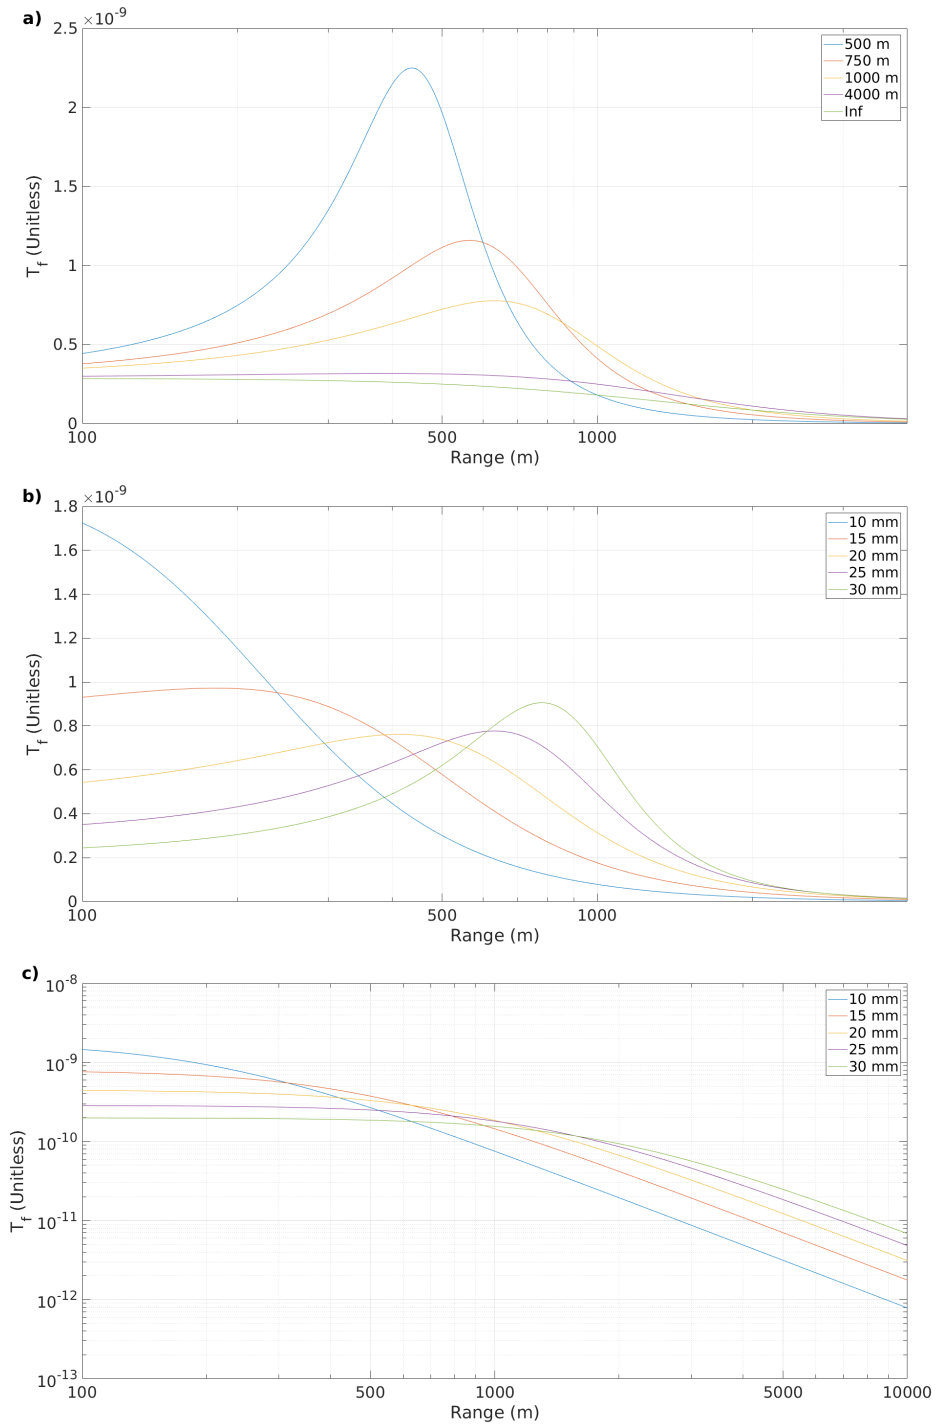 a)
×10-9
2.5
2
1.5
1
0.5
0
T_f (Unitless)
500 m
750 m
1000 m
4000 m
Inf
100
500
1000
Range (m)
b)
×10-9
1.8
1.6
1.4
1.2
1
0.8
0.6
0.4
0.2
0
T_f (Unitless)
10 mm
15 mm
20 mm
25 mm
30 mm
100
500
1000
Range (m)
c)
10-8
10-9
10-10
10-11
10-12
10-13
T_f (Unitless)
10 mm
15 mm
20 mm
25 mm
30 mm
100
500
1000
5000
10000
Range (m)